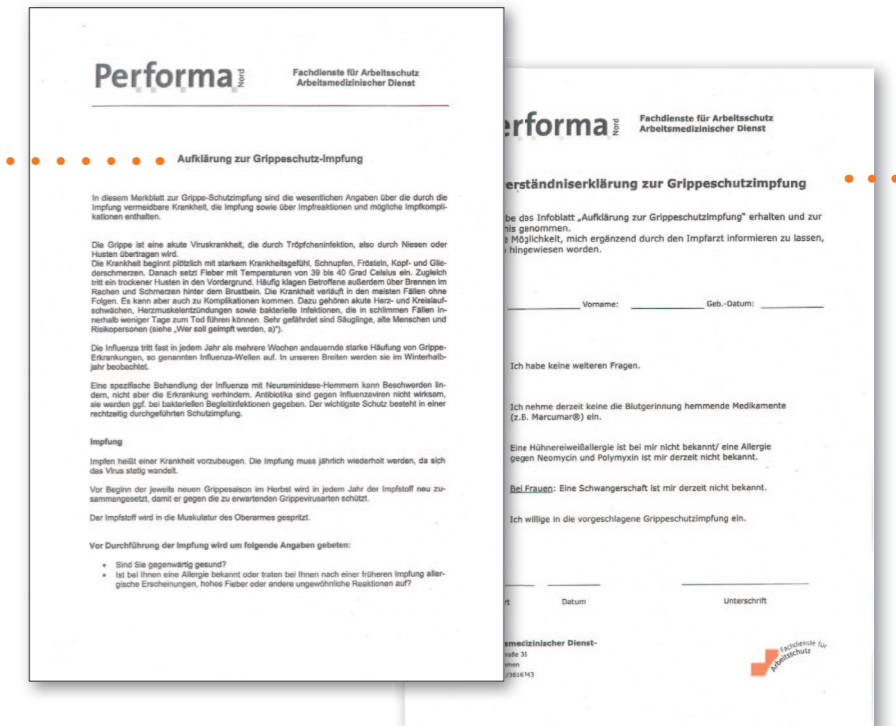 Performa Nord
Fachdienste für Arbeitsschutz
Arbeitsmedizinischer Dienst
Aufklärung zur Grippeschutz-Impfung
In diesem Merkblatt zur Grippe-Schutzimpfung sind die wesentlichen Angaben über die durch die
Impfung vermeidbare Krankheit, die Impfung sowie über Impfreaktionen und mögliche Impfkompli-
kationen enthalten.
Die Grippe ist eine akute Viruskrankheit, die durch Tröpfcheninfektion, also durch Niesen oder
Husten übertragen wird.
Die Krankheit beginnt plötzlich mit starkem Krankheitsgefühl, Schnupfen, Frösteln, Kopf- und Glie-
derschmerzen. Danach setzt Fieber mit Temperaturen von 39 bis 40 Grad Celsius ein. Zugleich
tritt ein trockener Husten in den Vordergrund. Häufig klagen Betroffene außerdem über Brennen im
Rachen und Schmerzen hinter dem Brustbein. Die Krankheit verläuft in den meisten Fällen ohne
Folgen. Es kann aber auch zu Komplikationen kommen. Dazu gehören akute Herz- und Kreislauf-
schwächen, Herzmuskelentzündungen sowie bakterielle Infektionen, die in schlimmen Fällen in-
nerhalb weniger Tage zum Tod führen können. Sehr gefährdet sind Säuglinge, alte Menschen und
Risikopersonen (siehe „Wer soll geimpft werden, a)").
Die Influenza tritt fast in jedem Jahr als mehrere Wochen andauernde starke Häufung von Grippe-
Erkrankungen, so genannten Influenza-Wellen auf. In unseren Breiten werden sie im Winterhalb-
jahr beobachtet.
Eine spezifische Behandlung der Influenza mit Neureminidase-Hemmern kann Beschwerden lin-
dern, nicht aber die Erkrankung verhindern. Antibiotika sind gegen Influenzaviren nicht wirksam,
sie werden ggf. bei bakteriellen Begleitinfektionen gegeben. Der wichtigste Schutz besteht in einer
rechtzeitig durchgeführten Schutzimpfung.
Impfung
Impfen heißt einer Krankheit vorzubeugen. Die Impfung muss jährlich wiederholt werden, da sich
das Virus stetig wandelt.
Vor Beginn der jeweils neuen Grippesaison im Herbst wird in jedem Jahr der Impfstoff neu zu-
sammengesetzt, damit er gegen die zu erwartenden Grippevirusarten schützt.
Der Impfstoff wird in die Muskulatur des Oberarmes gespritzt.
Vor Durchführung der Impfung wird um folgende Angaben gebeten:
• Sind Sie gegenwärtig gesund?
• Ist bei Ihnen eine Allergie bekannt oder traten bei Ihnen nach einer früheren Impfung aller-
gische Erscheinungen, hohes Fieber oder andere ungewöhnliche Reaktionen auf?
erforma Nord
Fachdienste für Arbeitsschutz
Arbeitsmedizinischer Dienst
erständniserklärung zur Grippeschutzimpfung
be das Infoblatt „Aufklärung zur Grippeschutzimpfung" erhalten und zur
nis genommen.
Möglichkeit, mich ergänzend durch den Impfarzt informieren zu lassen,
hingewiesen worden.
Vorname: Geb.-Datum:
Ich habe keine weiteren Fragen.
Ich nehme derzeit keine die Blutgerinnung hemmende Medikamente
(z.B. Marcumar®) ein.
Eine Hühnereiweißallergie ist bei mir nicht bekannt/ eine Allergie
gegen Neomycin und Polymyxin ist mir derzeit nicht bekannt.
Bei Frauen: Eine Schwangerschaft ist mir derzeit nicht bekannt.
Ich willige in die vorgeschlagene Grippeschutzimpfung ein.
rt Datum Unterschrift
smedizinischer Dienst-
raße 35
men
/3616743
Fachdienste für
Arbeitsschutz